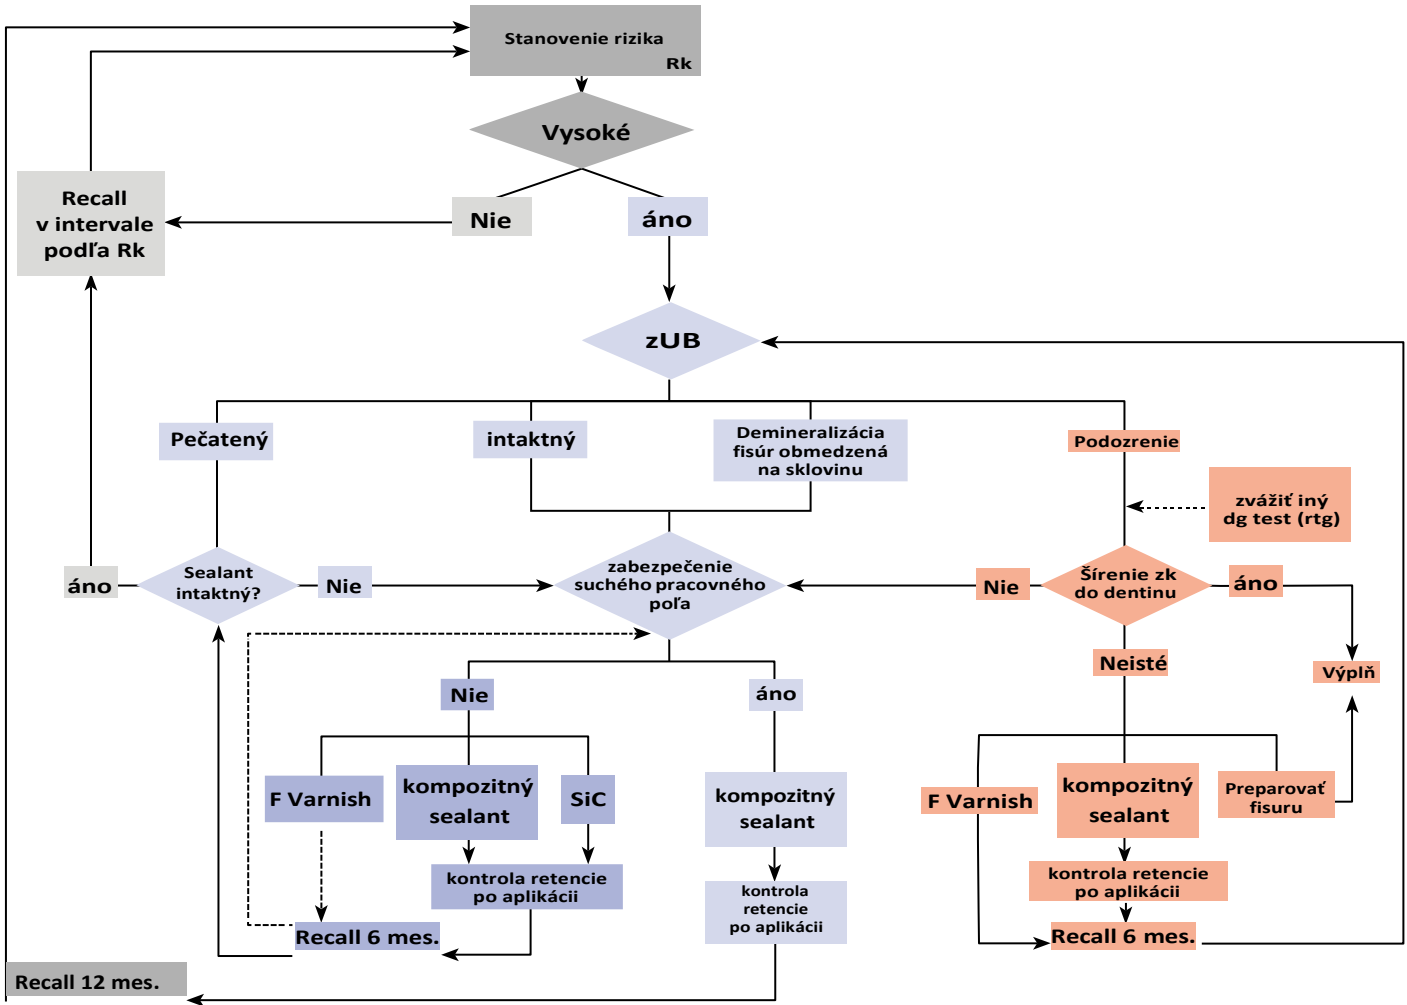 Stanovenie rizika
Rk
Vysoké
Recall
v intervale
podľa Rk
Nie
áno
zUB
Pečatený
intaktný
Demineralizácia
fisúr obmedzená
na sklovinu
Podozrenie
zvážiť iný
dg test (rtg)
áno
Sealant
intaktný?
Nie
zabezpečenie
suchého pracovného
poľa
Nie
Šírenie zk
do dentinu
áno
Neisté
Výplň
Nie
áno
F Varnish
kompozitný
sealant
SiC
kompozitný
sealant
F Varnish
kompozitný
sealant
Preparovať
fisuru
kontrola retencie
po aplikácii
kontrola
retencie
po aplikácii
kontrola retencie
po aplikácii
Recall 6 mes.
Recall 6 mes.
Recall 12 mes.